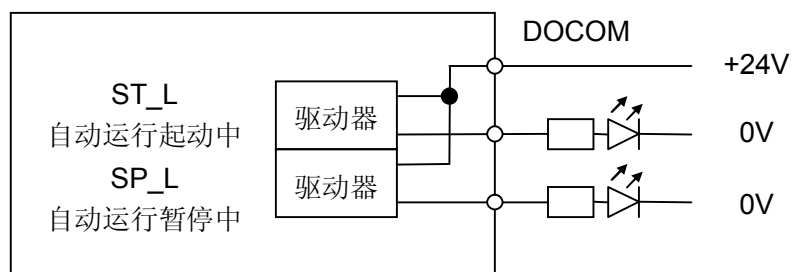 DOCOM
+24V
ST_L
自动运行起动中
驱动器
0V
SP_L
自动运行暂停中
驱动器
0V